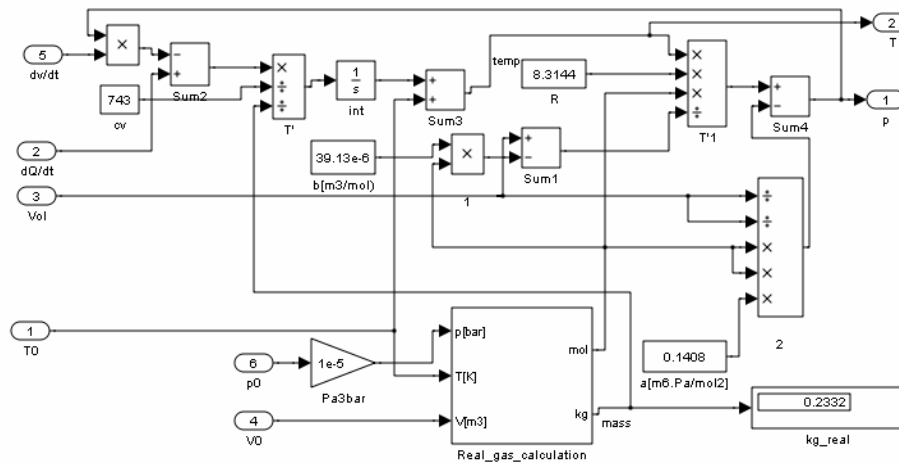 2
T
5
×
−
+
dv/dt
Sum2
×
÷
÷
1
s
+
+
temp
8.3144
R
×
×
×
÷
+
−
Sum4
1
p
743
cv
T'
int
Sum3
T'1
2
dQ/dt
39.13e-6
b[m3/mol)
×
1
+
−
Sum1
3
Vol
÷
÷
×
×
×
2
1
T0
p[bar]
mol
0.1408
a[m6.Pa/mol2]
6
p0
1e-5
Pa3bar
T[K]
4
V0
V[m3]
kg
mass
0.2332
kg_real
Real_gas_calculation